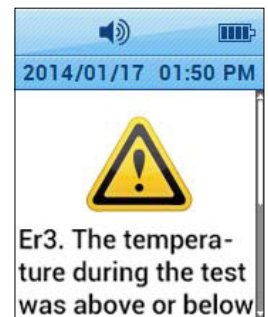 2014/01/17 01:50 PM
Er3. The tempera-
ture during the test
was above or below